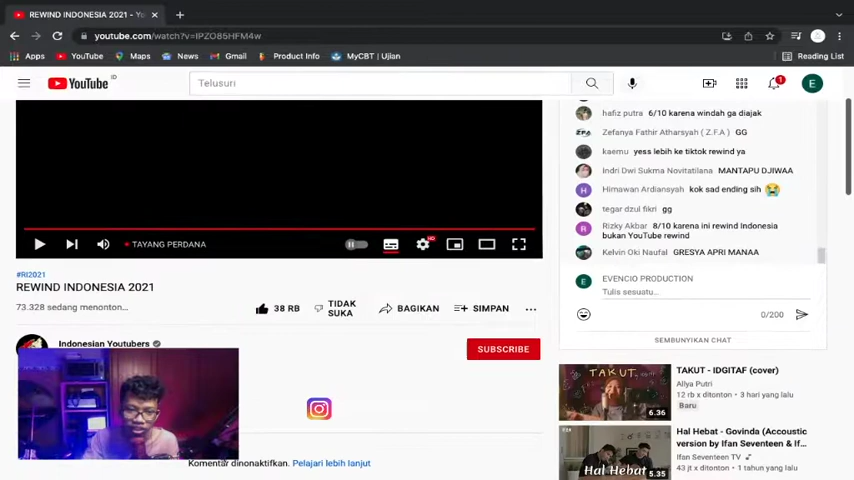 REWIND INDONESIA 2021 - Yo
youtube.com/watch?v=IPZO85HFM4w
Apps
YouTube
Maps
News
Gmail
Product Info
MyCBT | Ujian
Reading List
YouTube ID
Telusuri
1
E
hafiz putra 6/10 karena windah ga diajak
Zefanya Fathir Atharsyah ( Z.F.A ) GG
kaemu yess lebih ke tiktok rewind ya
Indri Dwi Sukma Novitatilana MANTAPU DJIWAA
H Himawan Ardiansyah kok sad ending sih 😭
tegar dzul fikri gg
R Rizky Akbar 8/10 karena ini rewind Indonesia
bukan YouTube rewind
Kelvin Oki Naufal GRESYA APRI MANAA
E EVENCIO PRODUCTION
Tulis sesuatu...
0/200
SEMBUNYIKAN CHAT
TAYANG PERDANA
HD
#RI2021
REWIND INDONESIA 2021
73.328 sedang menonton...
38 RB
TIDAK
SUKA
BAGIKAN
SIMPAN
Indonesian Youtubers
SUBSCRIBE
Komentar dinonaktifkan. Pelajari lebih lanjut
TAKUT
6.36
TAKUT - IDGITAF (cover)
Allya Putri
12 rb x ditonton • 3 hari yang lalu
Baru
Hal Hebat
5.35
Hal Hebat - Govinda (Accoustic
version by Ifan Seventeen & If...
Ifan Seventeen TV
43 jt x ditonton • 1 tahun yang lalu